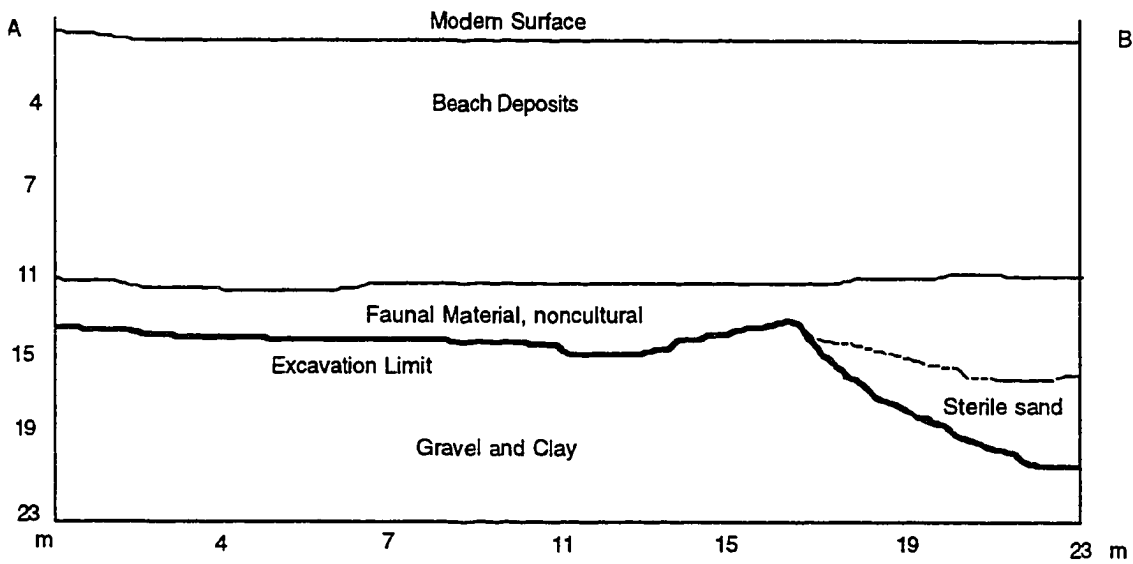 A
Modern Surface
B
4
Beach Deposits
7
11
Faunal Material, noncultural
15
Excavation Limit
Sterile sand
19
Gravel and Clay
23
m
4
7
11
15
19
23 m